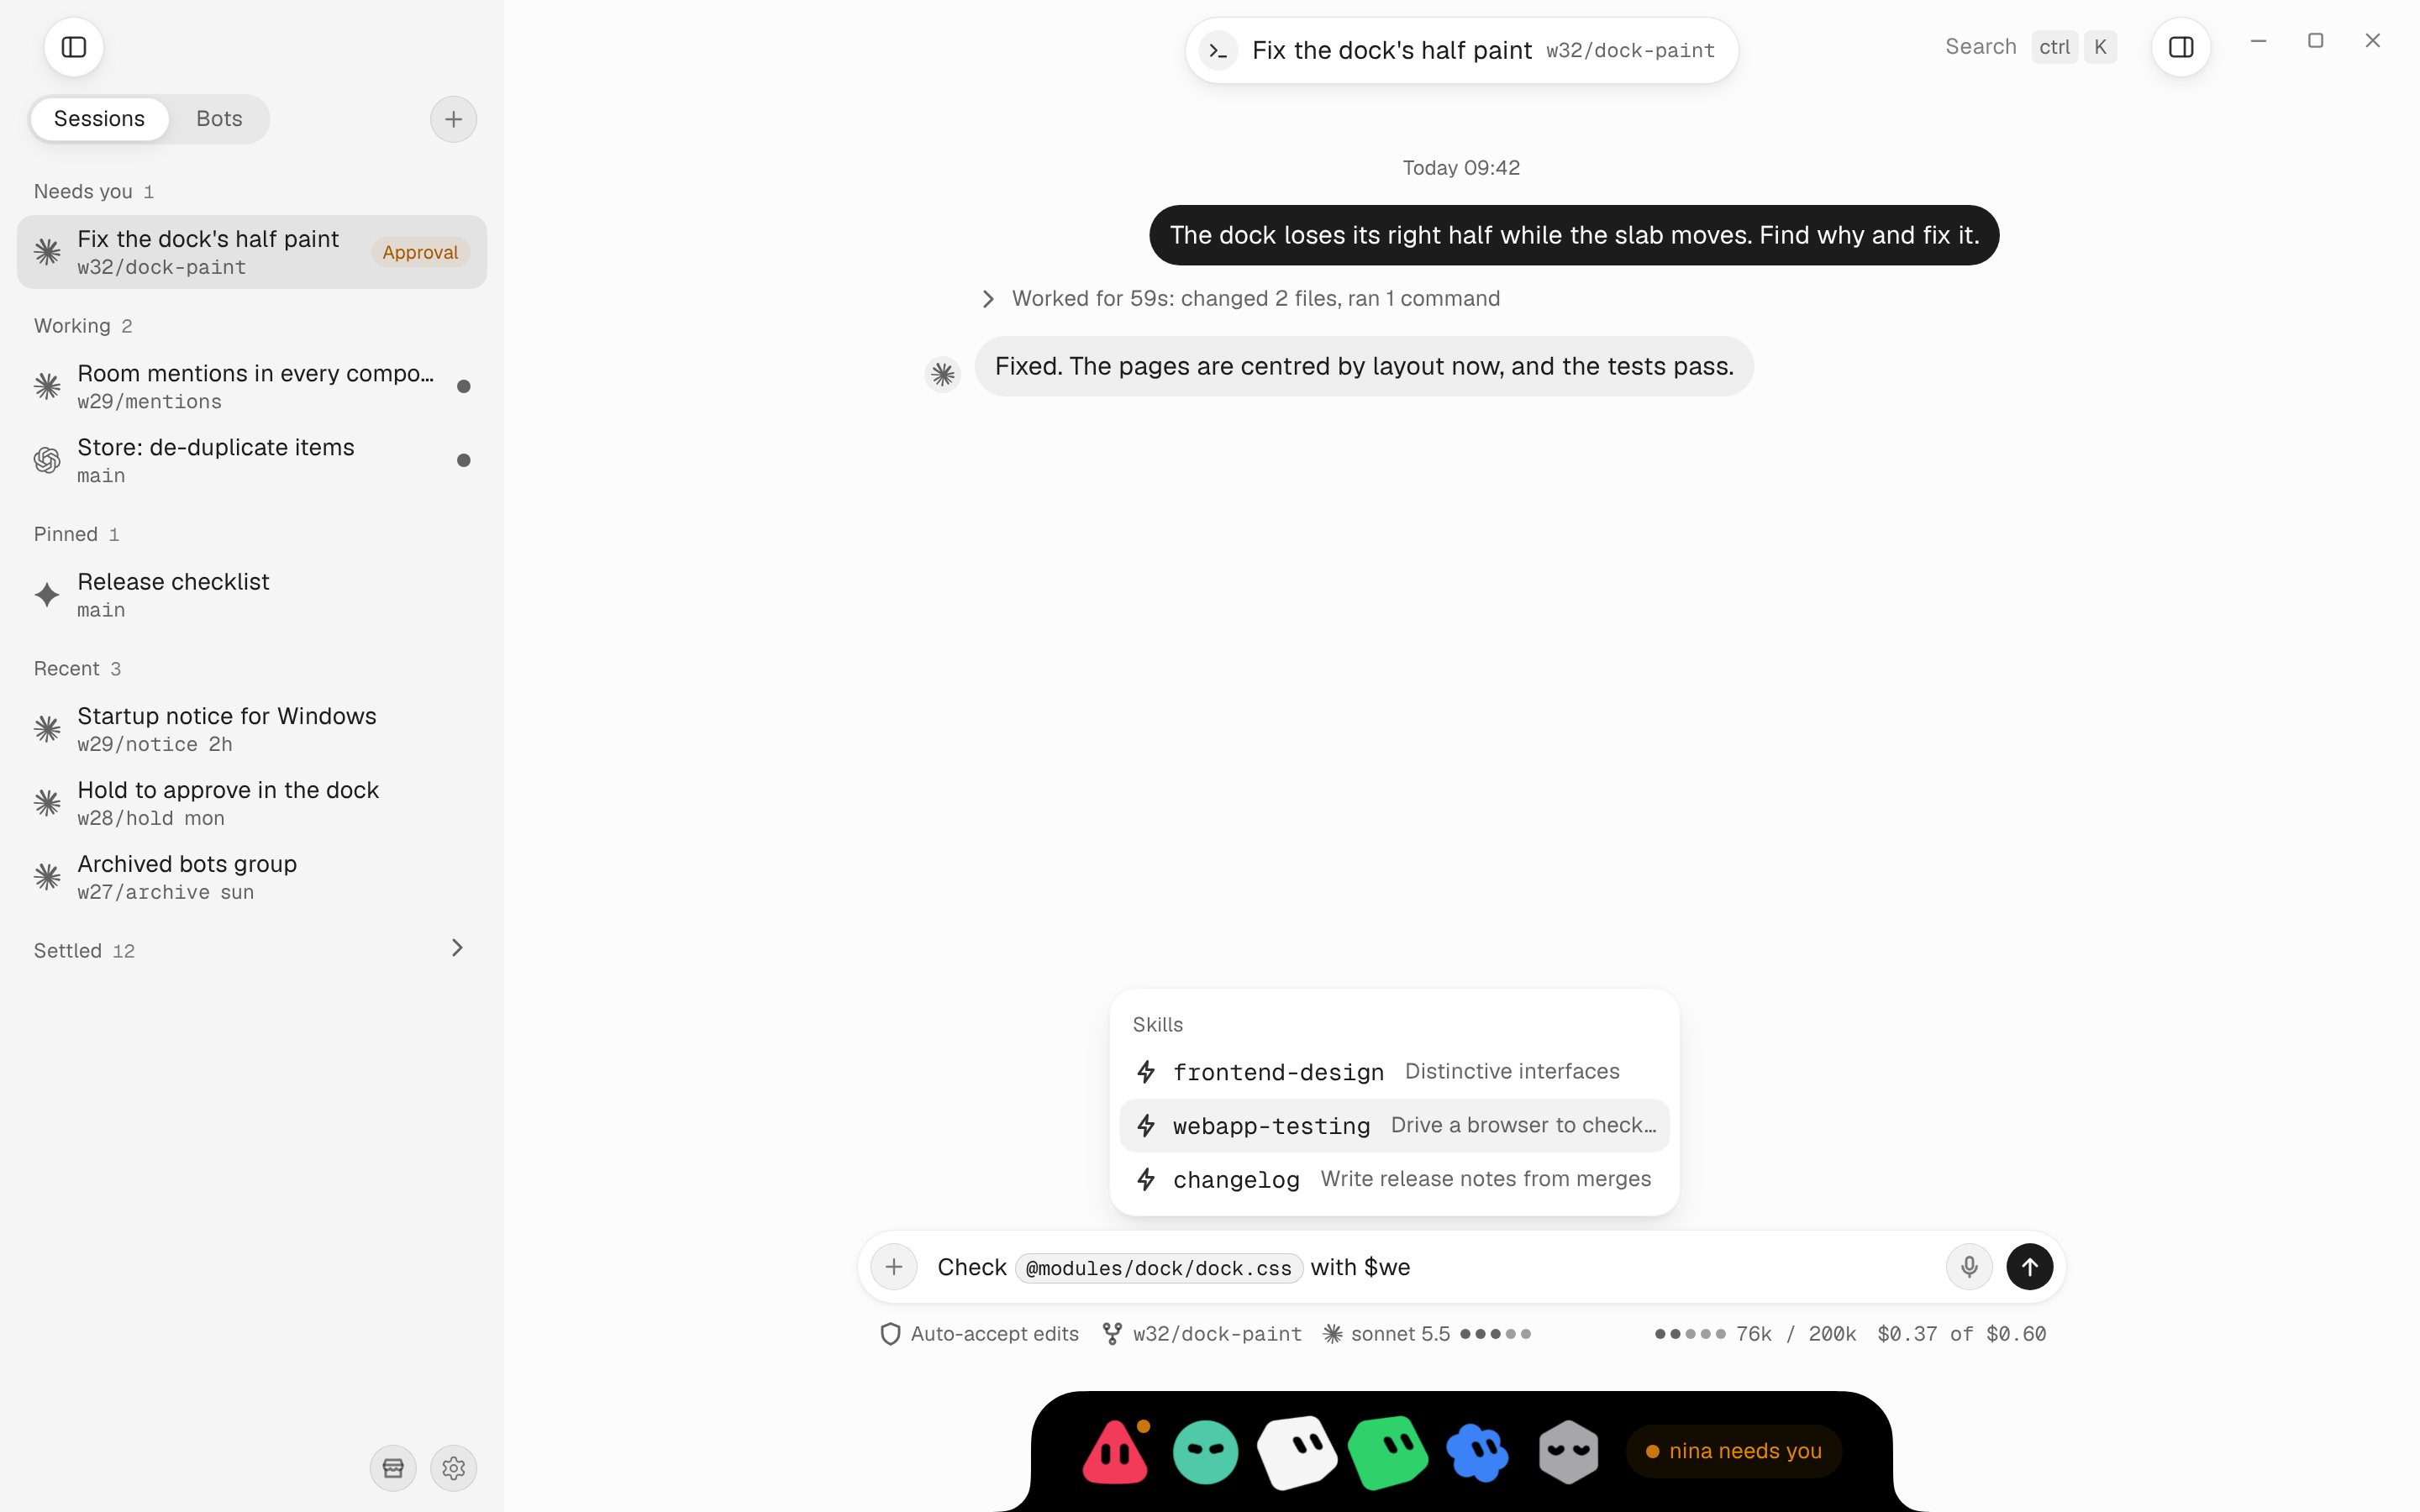 Fix the dock's half paint w32/dock-paint
Search ctrl K
Sessions Bots
Needs you 1
Fix the dock's half paint
w32/dock-paint
Approval
Working 2
Room mentions in every compo...
w29/mentions
Store: de-duplicate items
main
Pinned 1
Release checklist
main
Recent 3
Startup notice for Windows
w29/notice 2h
Hold to approve in the dock
w28/hold mon
Archived bots group
w27/archive sun
Settled 12
Today 09:42
The dock loses its right half while the slab moves. Find why and fix it.
Worked for 59s: changed 2 files, ran 1 command
Fixed. The pages are centred by layout now, and the tests pass.
Skills
frontend-design Distinctive interfaces
webapp-testing Drive a browser to check...
changelog Write release notes from merges
Check @modules/dock/dock.css with $we
Auto-accept edits w32/dock-paint sonnet 5.5 76k / 200k $0.37 of $0.60
nina needs you